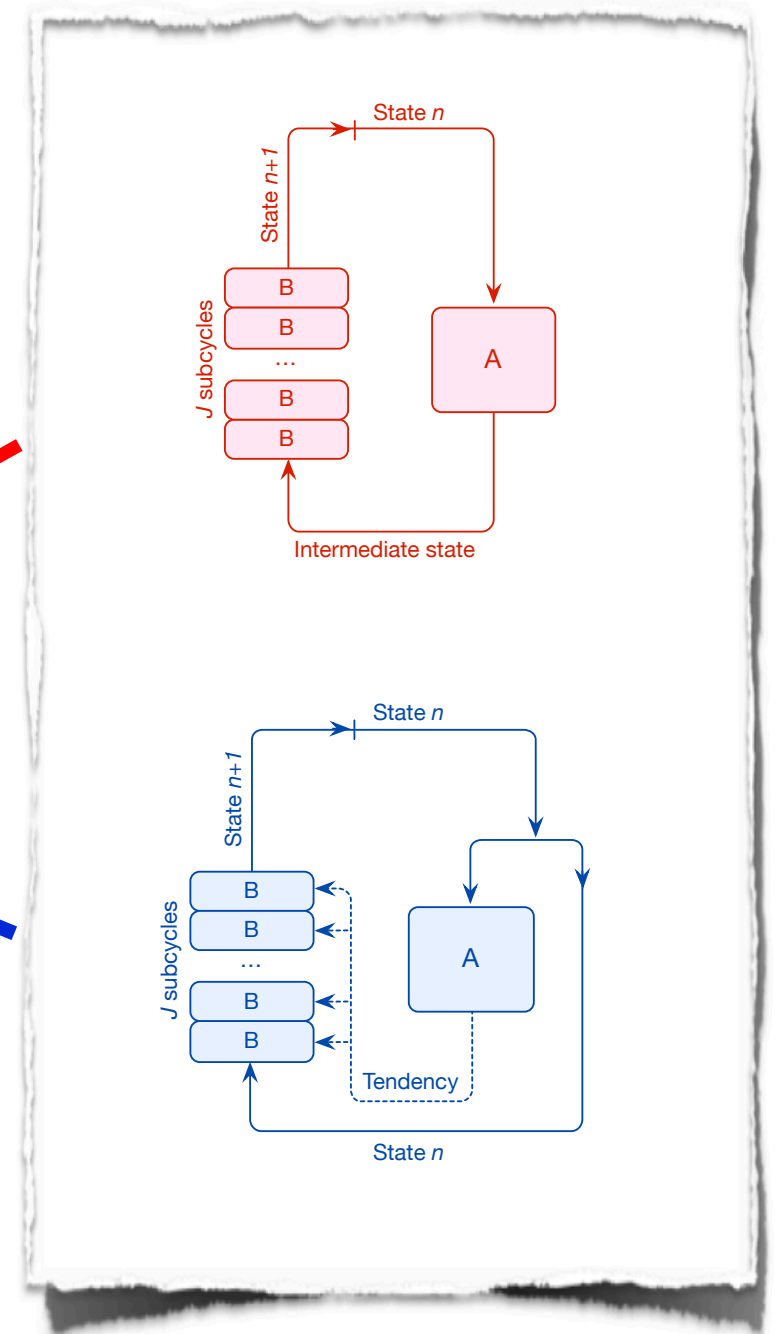 State n
State n+1
B
B
...
B
B
J subcycles
A
Intermediate state
State n
State n+1
B
B
...
B
B
J subcycles
A
Tendency
State n